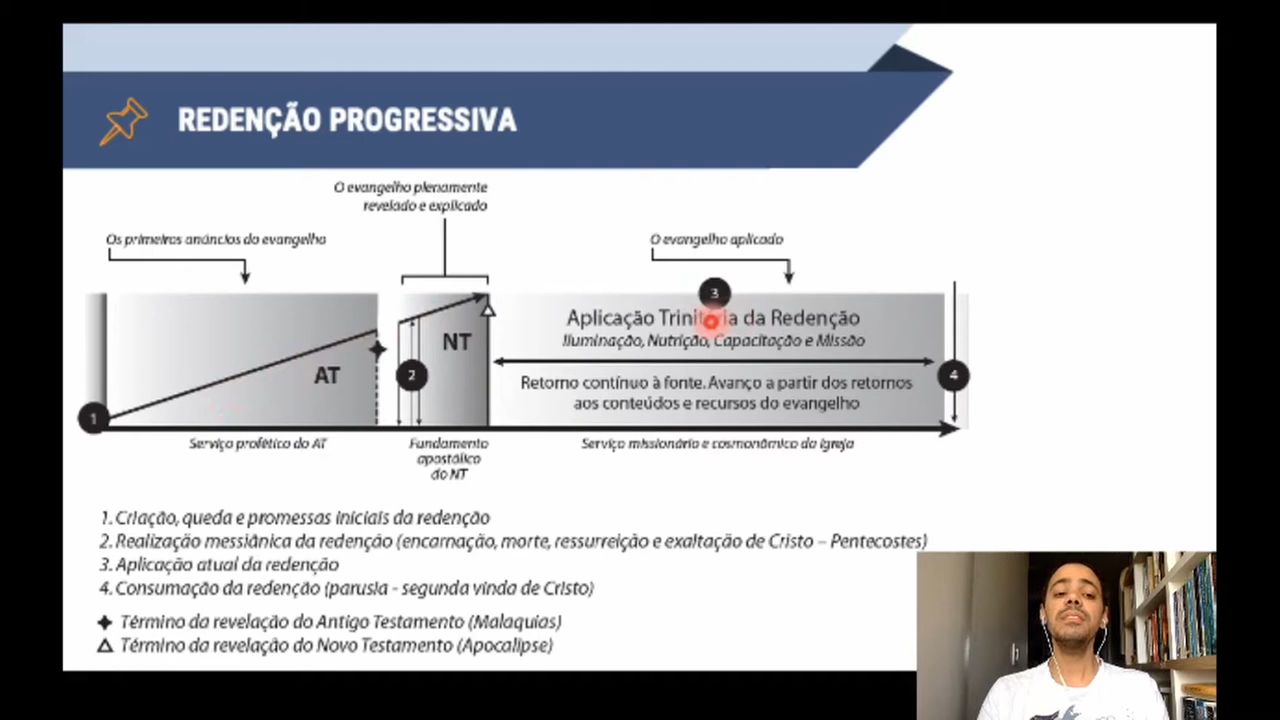 REDENÇÃO PROGRESSIVA
O evangelho plenamente
revelado e explicado
Os primeiros anúncios do evangelho
O evangelho aplicado
3
Aplicação Trinitária da Redenção
Iluminação, Nutrição, Capacitação e Missão
NT
AT
2
4
Retorno contínuo à fonte. Avanço a partir dos retornos
aos conteúdos e recursos do evangelho
1
Serviço profético do AT
Fundamento
apostólico
do NT
Serviço missionário e cosmonômico da Igreja
1. Criação, queda e promessas iniciais da redenção
2. Realização messiânica da redenção (encarnação, morte, ressurreição e exaltação de Cristo – Pentecostes)
3. Aplicação atual da redenção
4. Consumação da redenção (parusia - segunda vinda de Cristo)
Término da revelação do Antigo Testamento (Malaquias)
Término da revelação do Novo Testamento (Apocalipse)